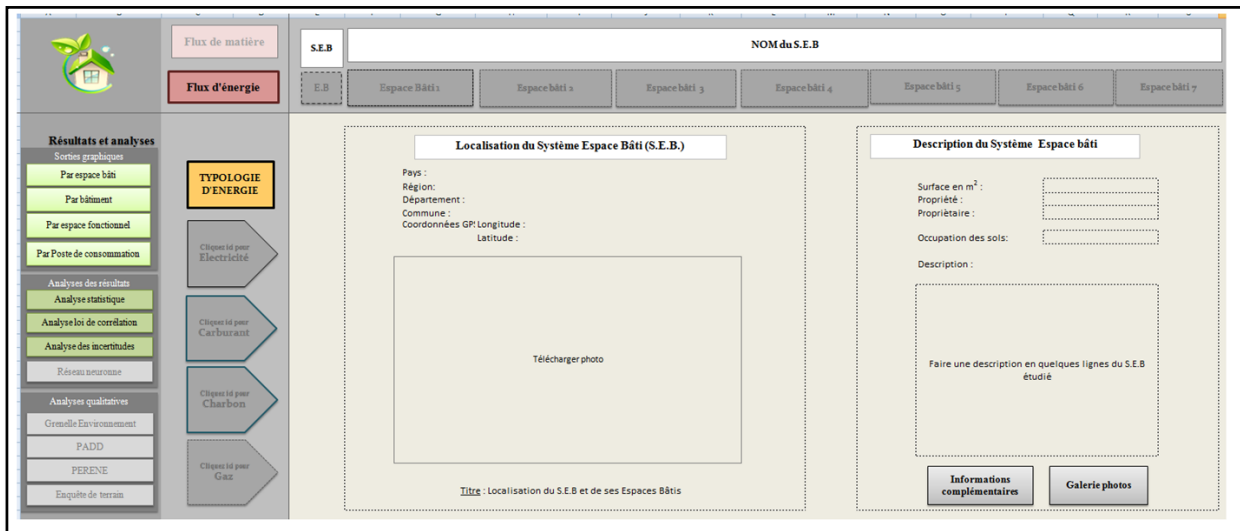 Flux de matière
Flux d'énergie
S.E.B
NOM du S.E.B
E.B
Espace Bâti 1
Espace bâti 2
Espace bâti 3
Espace bâti 4
Espace bâti 5
Espace bâti 6
Espace bâti 7
Résultats et analyses
Sorties graphiques
Par espace bâti
Par bâtiment
Par espace fonctionnel
Par Poste de consommation
Analyses des résultats
Analyse statistique
Analyse loi de corrélation
Analyse des incertitudes
Réseau neuronne
Analyses qualitatives
Grenelle Environnement
PADD
PERENE
Enquête de terrain
TYPOLOGIE
D'ENERGIE
Cliquez ici pour
Electricité
Cliquez ici pour
Carburant
Cliquez ici pour
Charbon
Cliquez ici pour
Gaz
Localisation du Système Espace Bâti (S.E.B.)
Pays :
Région:
Département :
Commune :
Coordonnées GP! Longitude :
Latitude :
Télécharger photo
Titre : Localisation du S.E.B et de ses Espaces Bâtis
Description du Système Espace bâti
Surface en m² :
Propriété :
Propriètaire :
Occupation des sols:
Description :
Faire une description en quelques lignes du S.E.B
étudié
Informations
complémentaires
Galerie photos